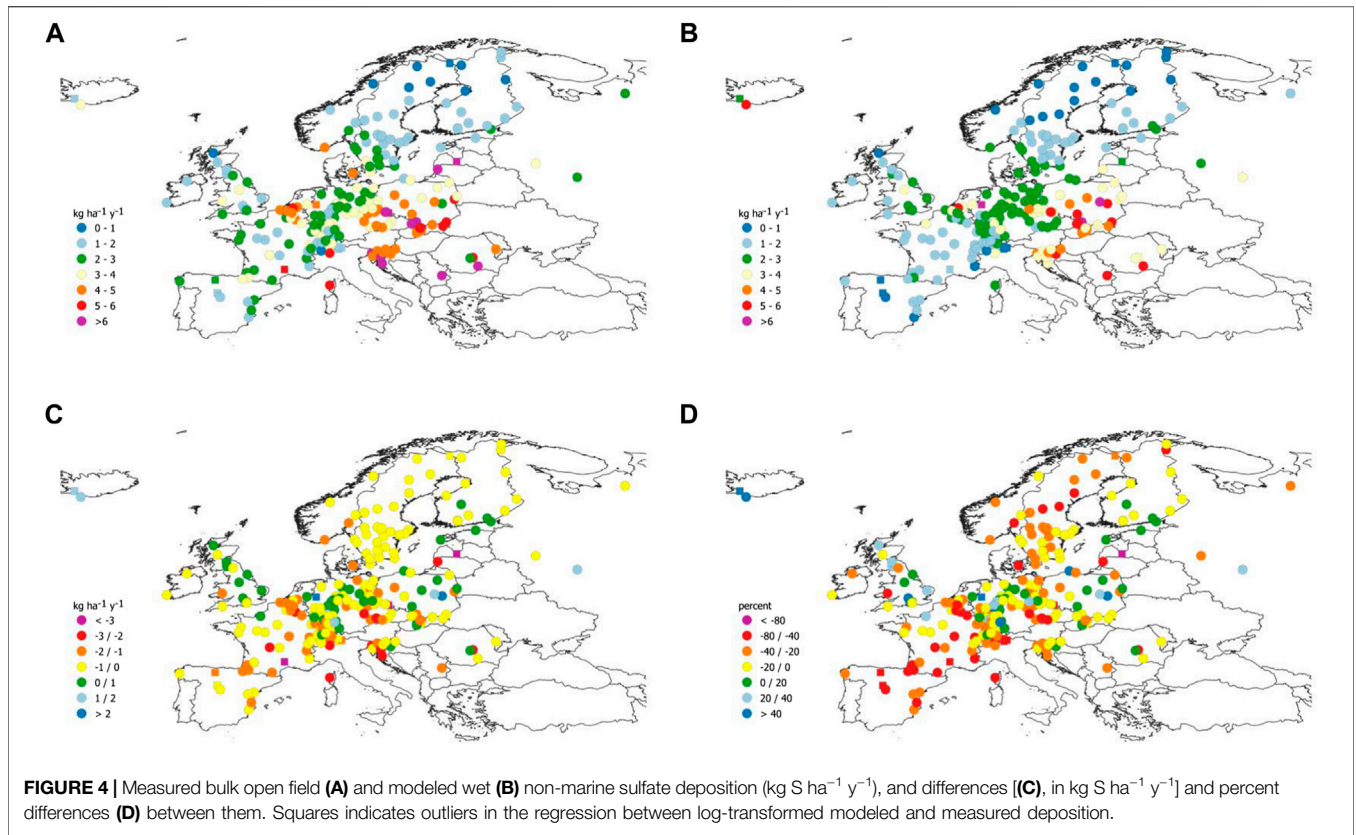 A
B
kg ha⁻¹ y⁻¹
0 - 1
1 - 2
2 - 3
3 - 4
4 - 5
5 - 6
>6
kg ha⁻¹ y⁻¹
0 - 1
1 - 2
2 - 3
3 - 4
4 - 5
5 - 6
>6
C
D
kg ha⁻¹ y⁻¹
< -3
-3 / -2
-2 / -1
-1 / 0
0 / 1
1 / 2
> 2
percent
< -80
-80 / -40
-40 / -20
-20 / 0
0 / 20
20 / 40
> 40
FIGURE 4 | Measured bulk open field (A) and modeled wet (B) non-marine sulfate deposition (kg S ha⁻¹ y⁻¹), and differences [(C), in kg S ha⁻¹ y⁻¹] and percent
differences (D) between them. Squares indicates outliers in the regression between log-transformed modeled and measured deposition.